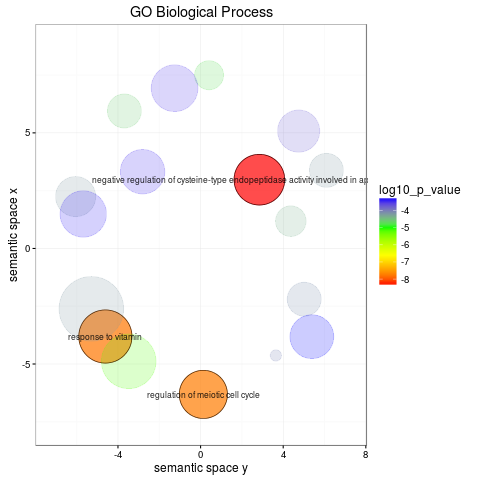 GO Biological Process
5
0
-5
-4
0
4
8
semantic space x
semantic space y
negative regulation of cysteine-type endopeptidase activity involved in ap
response to vitamin
regulation of meiotic cell cycle
log10_p_value
-4
-5
-6
-7
-8